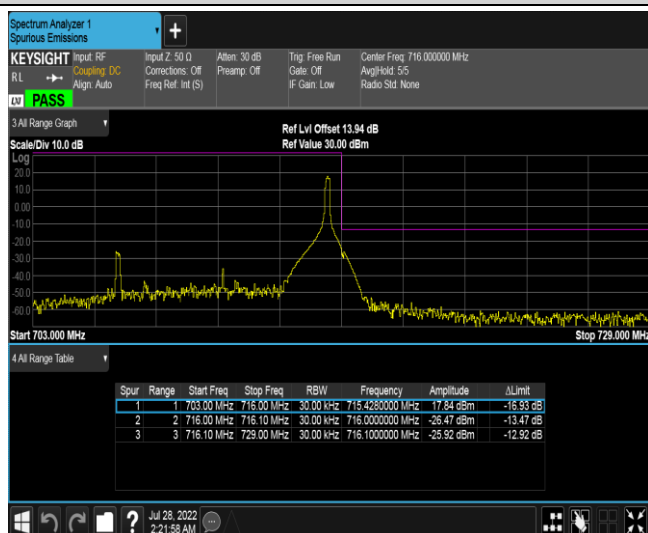 Spectrum Analyzer 1
Spurious Emissions
+
KEYSIGHT Input: RF Input Z: 50 Ω Atten: 30 dB Trig: Free Run Center Freq: 716.000000 MHz
RL Coupling: DC Corrections: Off Preamp: Off Gate: Off Avg|Hold: 5/5
Align: Auto Freq Ref: Int (S) IF Gain: Low Radio Std: None
LXI PASS
3 All Range Graph
Ref Lvl Offset 13.94 dB
Scale/Div 10.0 dB Ref Value 30.00 dBm
Log
20.0
10.0
0.00
-10.0
-20.0
-30.0
-40.0
-50.0
-60.0
Start 703.000 MHz Stop 729.000 MHz
4 All Range Table
Spur Range Start Freq Stop Freq RBW Frequency Amplitude ΔLimit
1 1 703.00 MHz 716.00 MHz 30.00 kHz 715.4280000 MHz 17.84 dBm -16.93 dB
2 2 716.00 MHz 716.10 MHz 30.00 kHz 716.0000000 MHz -26.47 dBm -13.47 dB
3 3 716.10 MHz 729.00 MHz 30.00 kHz 716.1000000 MHz -25.92 dBm -12.92 dB
? Jul 28, 2022
2:21:58 AM